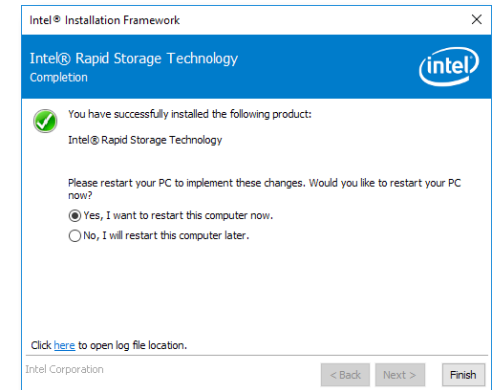 Intel® Installation Framework
Intel® Rapid Storage Technology
Completion
intel
You have successfully installed the following product:
Intel® Rapid Storage Technology
Please restart your PC to implement these changes. Would you like to restart your PC
now?
Yes, I want to restart this computer now.
No, I will restart this computer later.
Click here to open log file location.
Intel Corporation
< Back
Next >
Finish